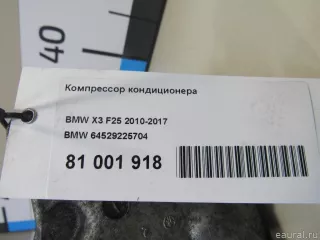 40
Компрессор кондиционера
BMW X3 F25 2010-2017
BMW 64529225704
81 001 918
© eaural.ru